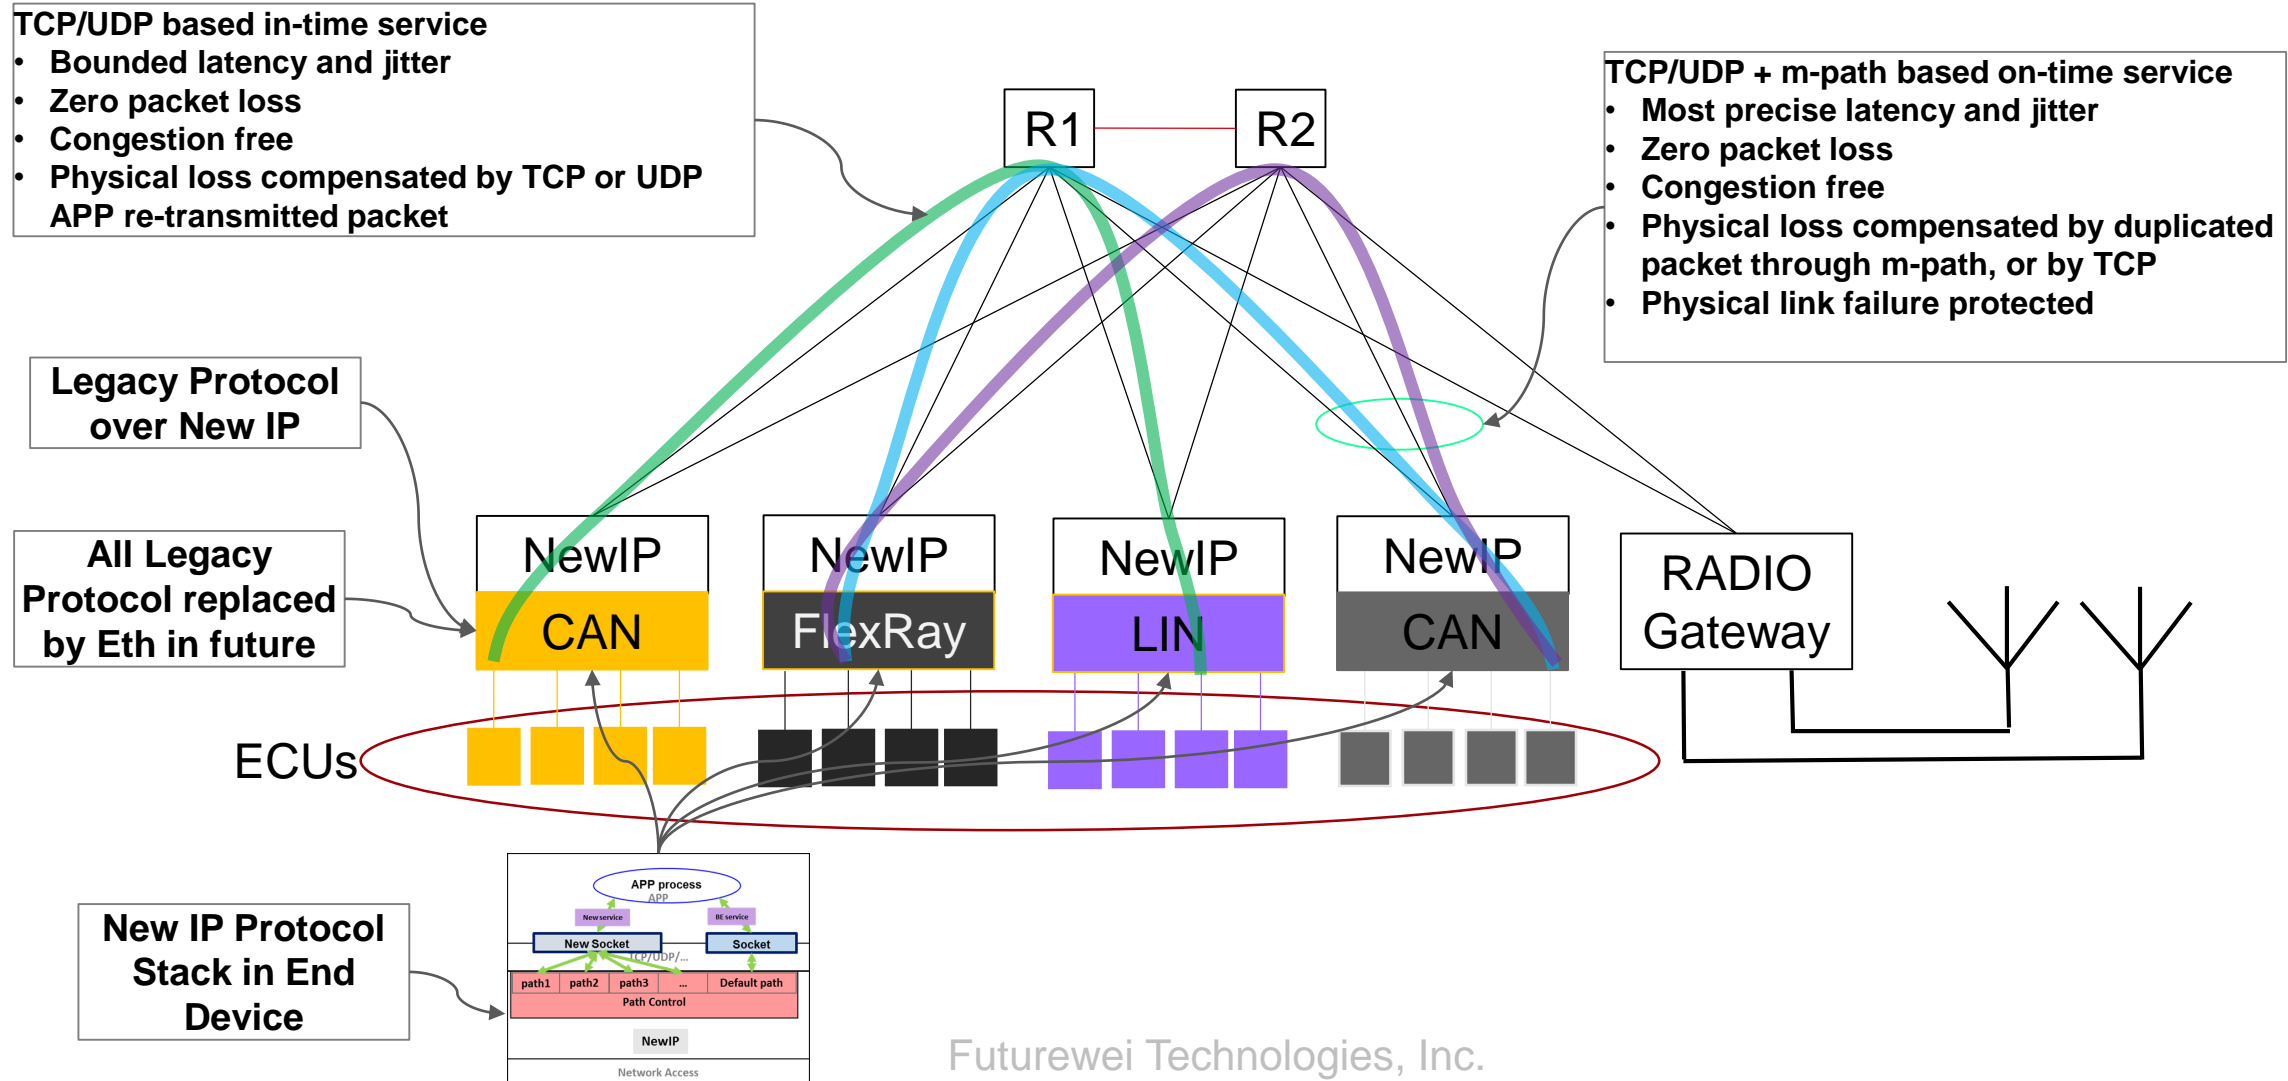 TCP/UDP based in-time service
• Bounded latency and jitter
• Zero packet loss
• Congestion free
• Physical loss compensated by TCP or UDP
APP re-transmitted packet
R1
R2
TCP/UDP + m-path based on-time service
• Most precise latency and jitter
• Zero packet loss
• Congestion free
• Physical loss compensated by duplicated
packet through m-path, or by TCP
• Physical link failure protected
Legacy Protocol
over New IP
All Legacy
Protocol replaced
by Eth in future
NewIP
CAN
NewIP
FlexRay
NewIP
LIN
NewIP
CAN
RADIO
Gateway
ECUs
New IP Protocol
Stack in End
Device
APP process
APP
New service
BE service
New Socket
Socket
TCP/UDP/...
path1
path2
path3
...
Default path
Path Control
NewIP
Network Access
Futurewei Technologies, Inc.